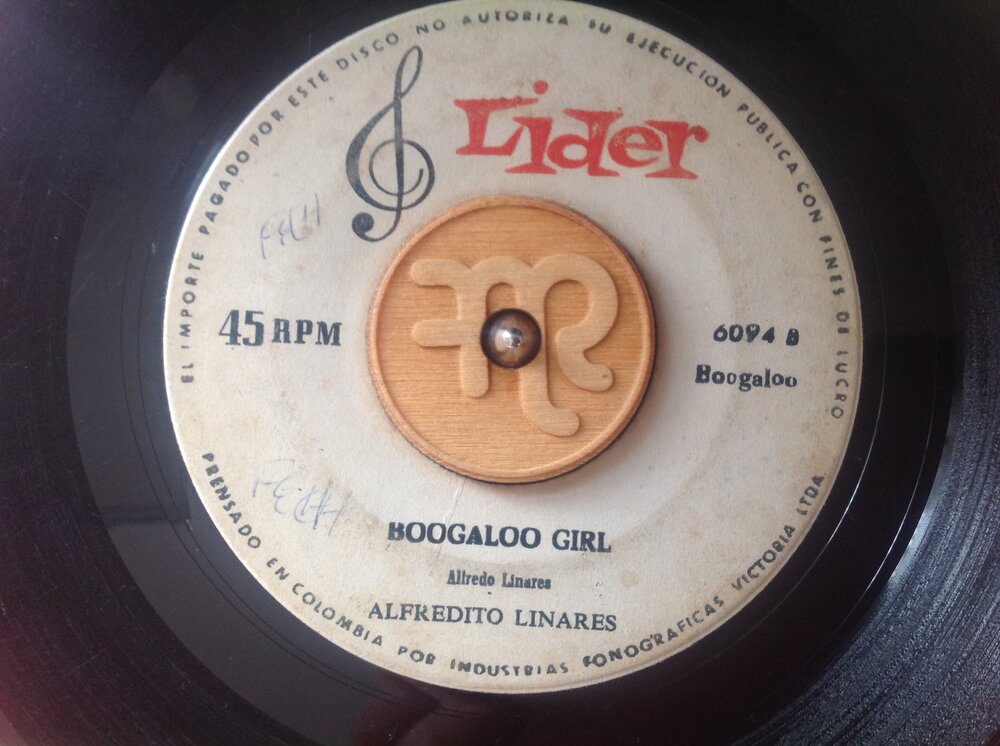 EL IMPORTE PAGADO POR ESTE DISCO NO AUTORIZA SU EJECUCION PUBLICA CON FINES DE LUCRO
Lider
45 RPM
6094 B
Boogaloo
BOOGALOO GIRL
Alfredo Linares
ALFREDITO LINARES
PRENSADO EN COLOMBIA POR INDUSTRIAS FONOGRAFICAS VICTORIA LTDA